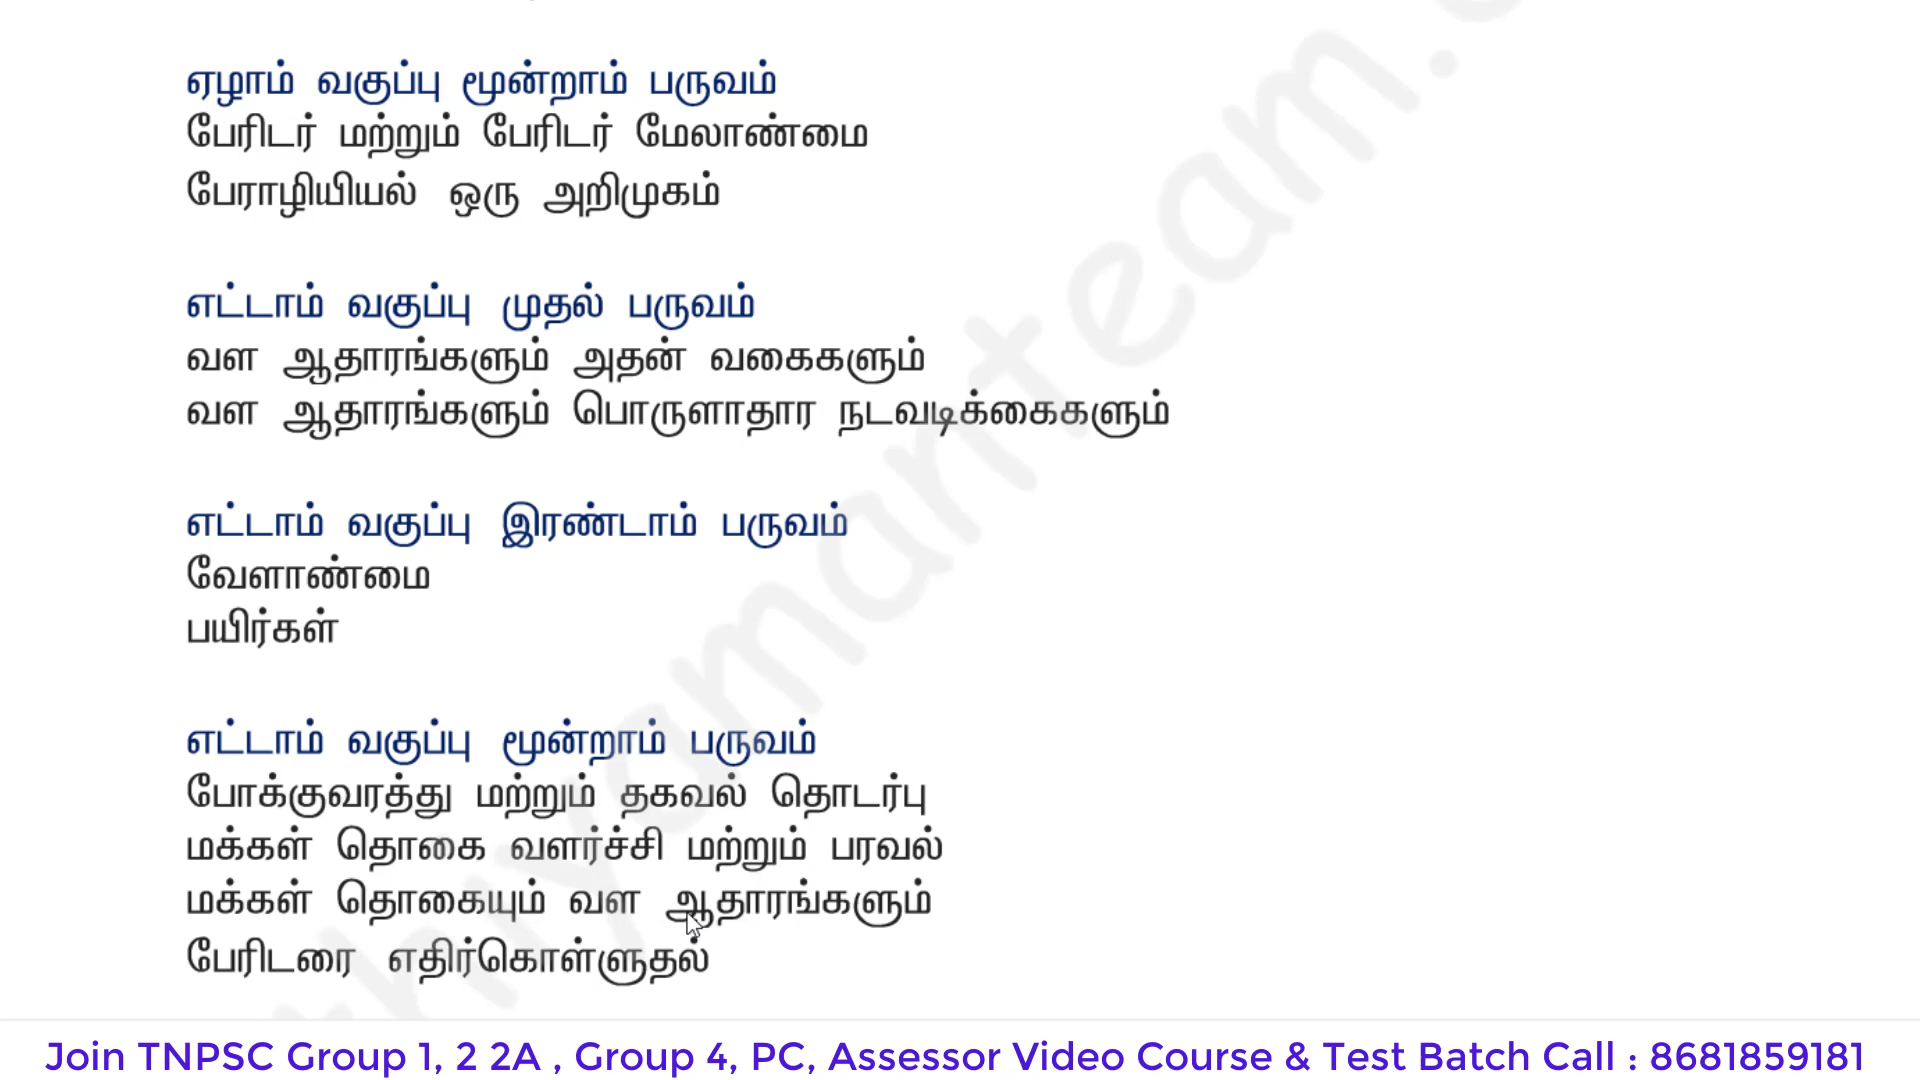 ஏழாம் வகுப்பு மூன்றாம் பருவம்
பேரிடர் மற்றும் பேரிடர் மேலாண்மை
பேராழியியல் ஒரு அறிமுகம்
எட்டாம் வகுப்பு முதல் பருவம்
வள ஆதாரங்களும் அதன் வகைகளும்
வள ஆதாரங்களும் பொருளாதார நடவடிக்கைகளும்
எட்டாம் வகுப்பு இரண்டாம் பருவம்
வேளாண்மை
பயிர்கள்
எட்டாம் வகுப்பு மூன்றாம் பருவம்
போக்குவரத்து மற்றும் தகவல் தொடர்பு
மக்கள் தொகை வளர்ச்சி மற்றும் பரவல்
மக்கள் தொகையும் வள ஆதாரங்களும்
பேரிடரை எதிர்கொள்ளுதல்
Join TNPSC Group 1, 2 2A , Group 4, PC, Assessor Video Course & Test Batch Call : 8681859181